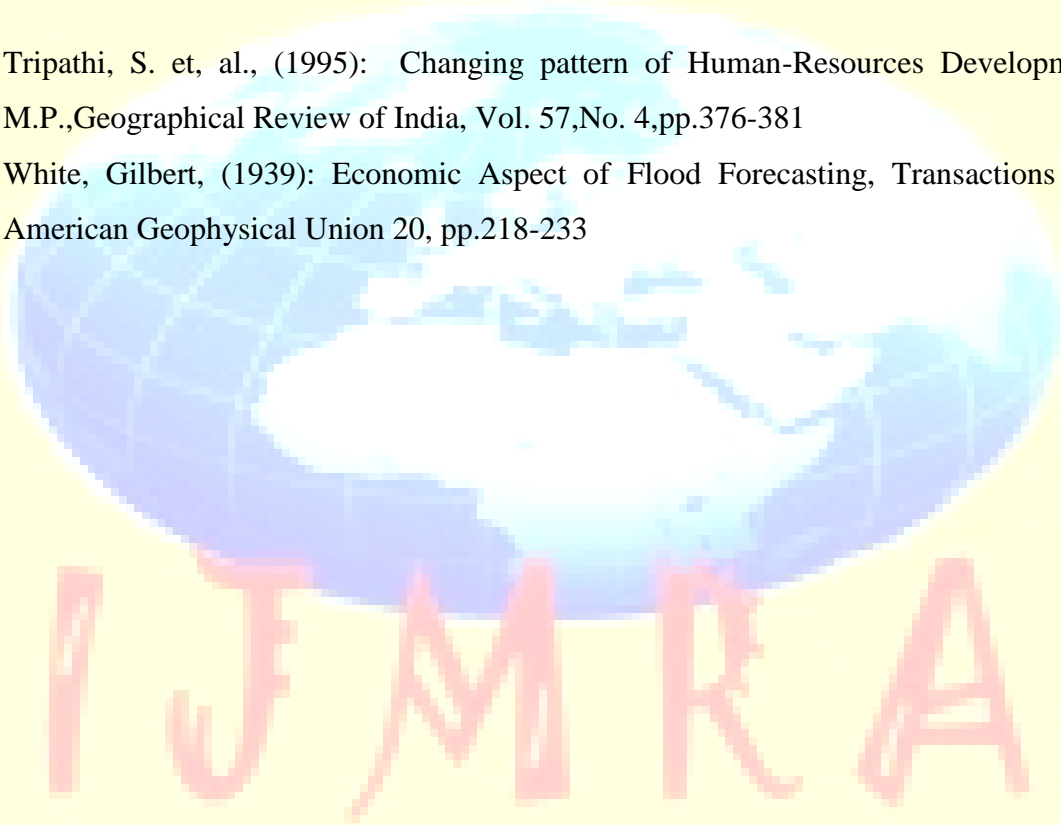 Tripathi, S. et, al., (1995): Changing pattern of Human-Resources
M.P.,Geographical Review of India, Vol. 57,No. 4,pp.376-381
White, Gilbert, (1939): Economic Aspect of Flood Forecasting, Transactions
American Geophysical Union 20, pp.218-233
IJMRA